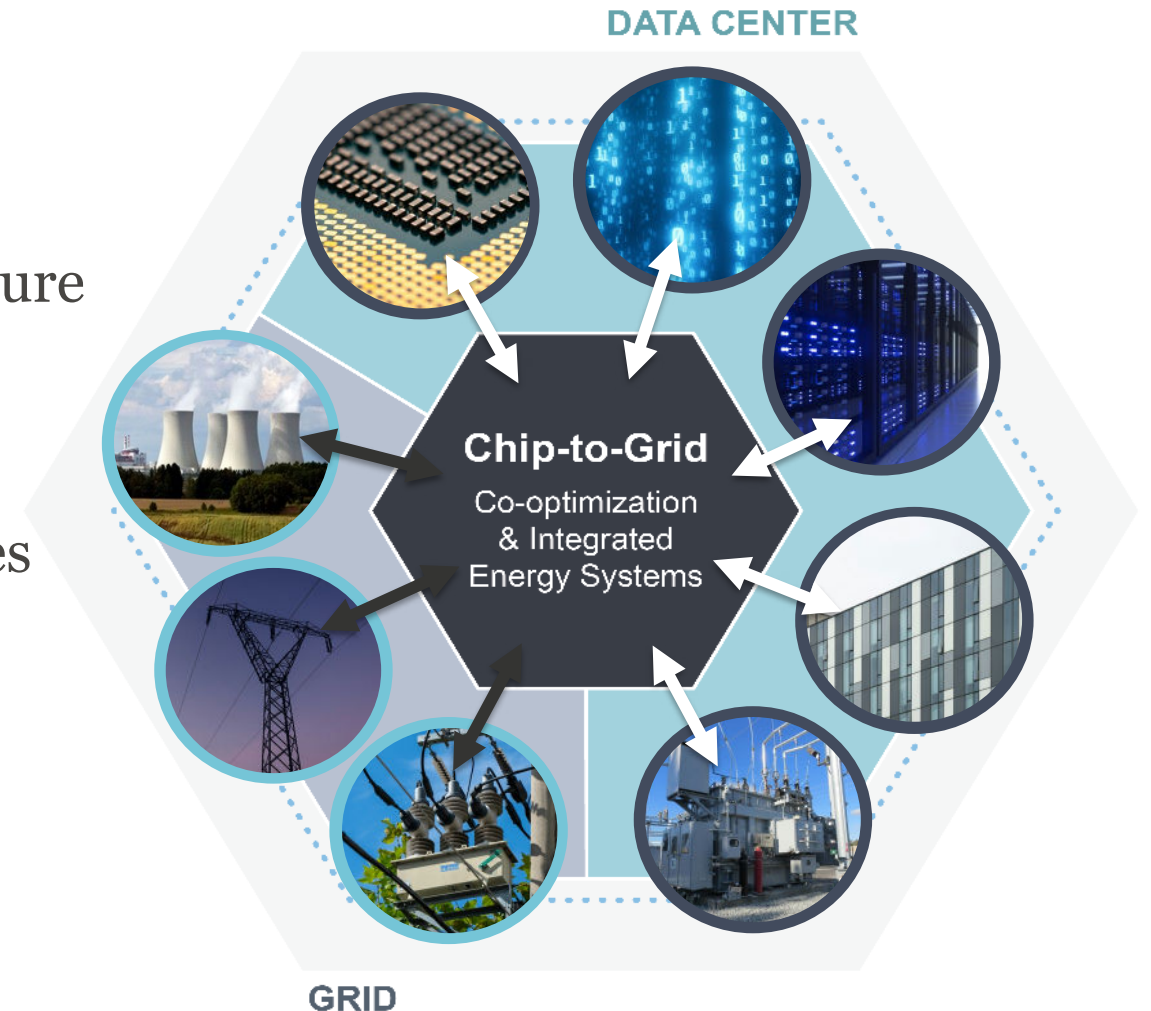 DATA CENTER
ure
es
Chip-to-Grid
Co-optimization
& Integrated
Energy Systems
GRID